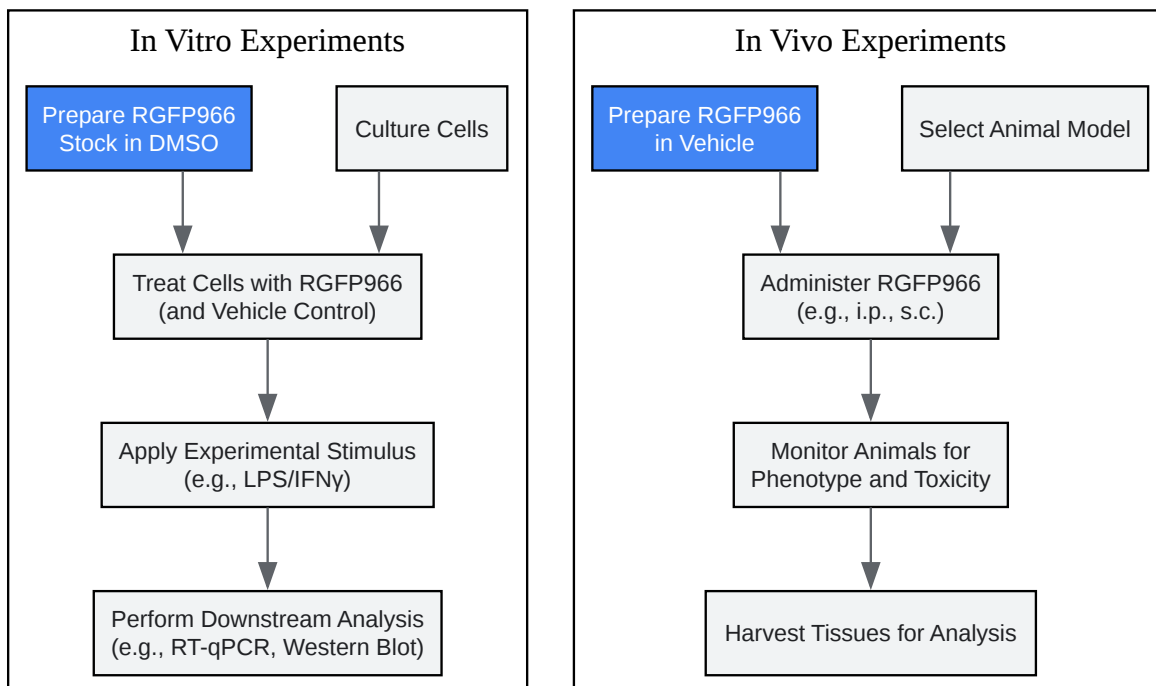 In Vitro Experiments
Prepare RGFP966
Stock in DMSO
Culture Cells
Treat Cells with RGFP966
(and Vehicle Control)
Apply Experimental Stimulus
(e.g., LPS/IFNγ)
Perform Downstream Analysis
(e.g., RT-qPCR, Western Blot)
In Vivo Experiments
Prepare RGFP966
in Vehicle
Select Animal Model
Administer RGFP966
(e.g., i.p., s.c.)
Monitor Animals for
Phenotype and Toxicity
Harvest Tissues for Analysis